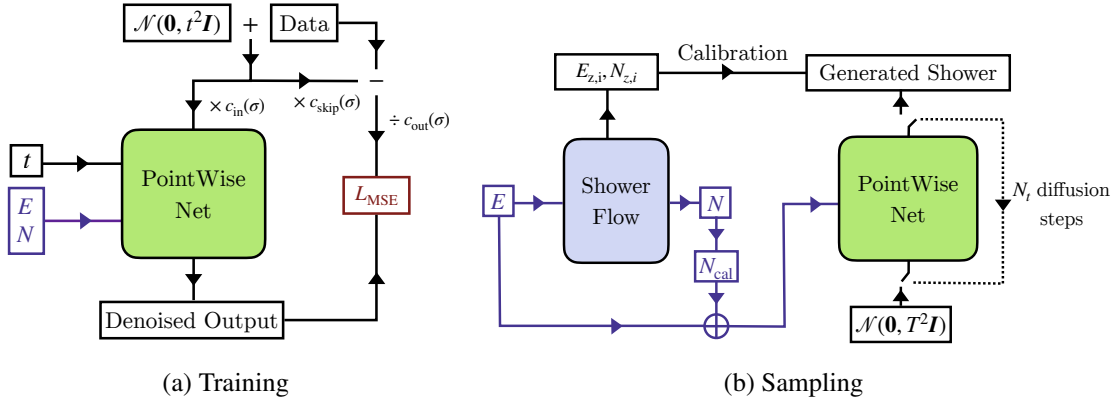 𝒩(𝟎, t²𝑰) + Data
−
× c_in(σ)
× c_skip(σ)
÷ c_out(σ)
t
E
N
PointWise
Net
L_MSE
Denoised Output
(a) Training
E_z,i, N_z,i
Calibration
Generated Shower
E
Shower
Flow
N
N_cal
PointWise
Net
N_t diffusion
steps
𝒩(𝟎, T²𝑰)
(b) Sampling